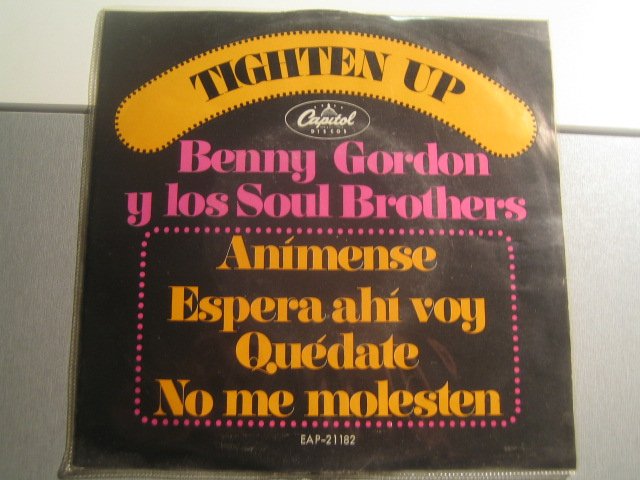 TIGHTEN UP
Capitol
DISCOS
Benny Gordon
y los Soul Brothers
Anímense
Espera ahí voy
Quédate
No me molesten
EAP-21182